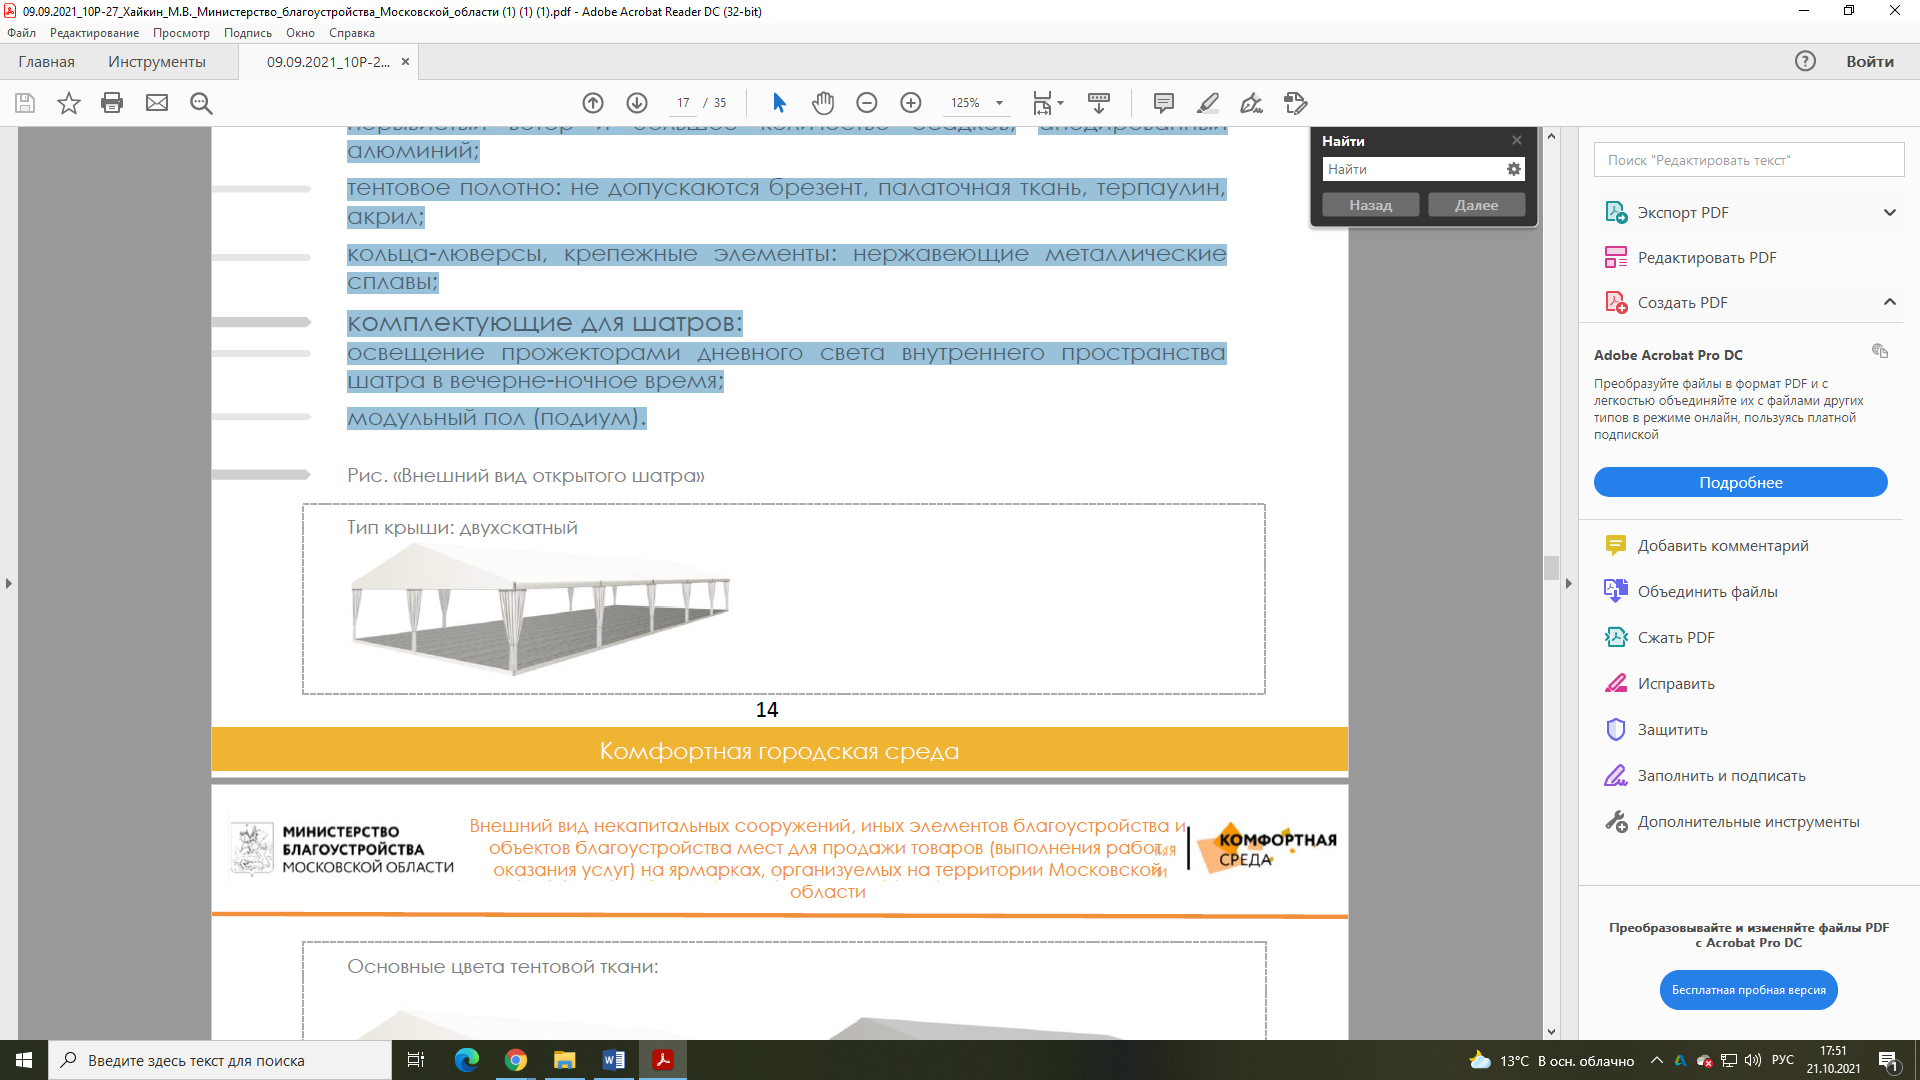 09.09.2021_10Р-27_Хайкин_М.В._Министерство_благоустройства_Московской_области (1) (1) (1).pdf - Adobe Acrobat Reader DC (32-bit)
Файл Редактирование Просмотр Подпись Окно Справка
Главная Инструменты 09.09.2021_10Р-2... × Войти
17 / 35 125%
порывистый ветер и большое количество осадков, анодированный
алюминий;
тентовое полотно: не допускаются брезент, палаточная ткань, терпаулин,
акрил;
кольца-люверсы, крепежные элементы: нержавеющие металлические
сплавы;
комплектующие для шатров:
освещение прожекторами дневного света внутреннего пространства
шатра в вечерне-ночное время;
модульный пол (подиум).
Рис. «Внешний вид открытого шатра»
Тип крыши: двухскатный
14
Комфортная городская среда
МИНИСТЕРСТВО
БЛАГОУСТРОЙСТВА
МОСКОВСКОЙ ОБЛАСТИ
Внешний вид некапитальных сооружений, иных элементов благоустройства и
объектов благоустройства мест для продажи товаров (выполнения работ,
оказания услуг) на ярмарках, организуемых на территории Московской
области
КОМФОРТНАЯ
СРЕДА
Основные цвета тентовой ткани:
Найти
Найти
Назад Далее
Поиск "Редактировать текст"
Экспорт PDF
Редактировать PDF
Создать PDF
Adobe Acrobat Pro DC
Преобразуйте файлы в формат PDF и с
легкостью объединяйте их с файлами других
типов в режиме онлайн, пользуясь платной
подпиской
Подробнее
Добавить комментарий
Объединить файлы
Сжать PDF
Исправить
Защитить
Заполнить и подписать
Дополнительные инструменты
Преобразовывайте и изменяйте файлы PDF
с Acrobat Pro DC
Бесплатная пробная версия
Введите здесь текст для поиска
13°C В осн. облачно РУС
17:51
21.10.2021
1